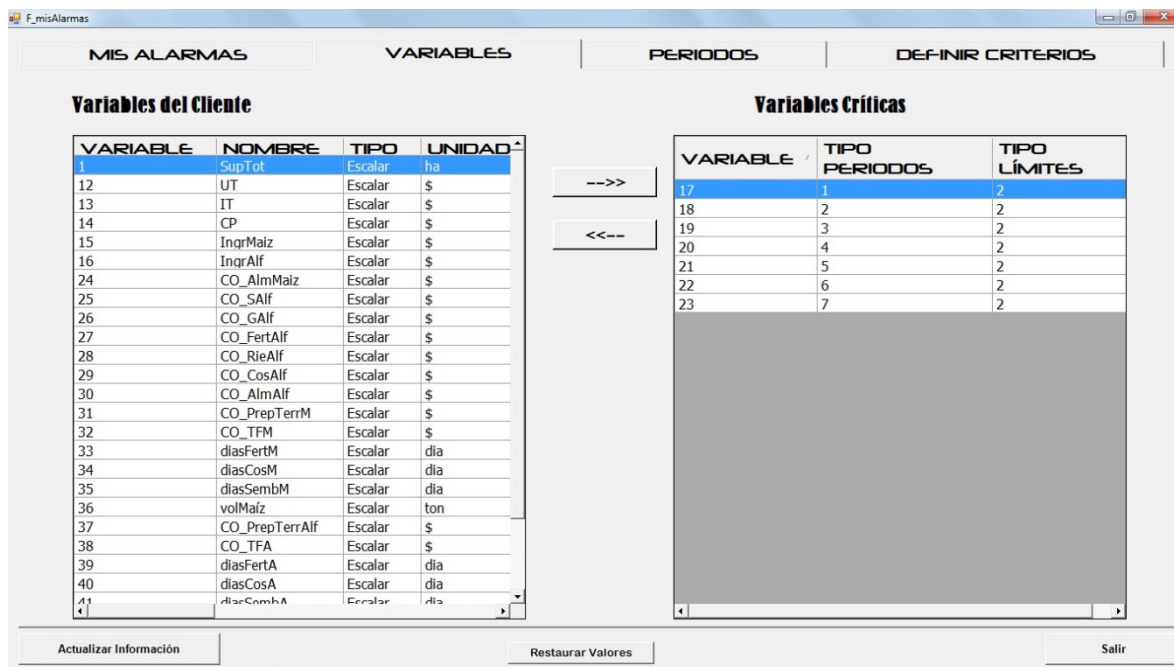 F_misAlarmas
MIS ALARMAS VARIABLES PERIODOS DEFINIR CRITERIOS
Variables del Cliente
VARIABLE NOMBRE TIPO UNIDAD
1 SupTot Escalar ha
12 UT Escalar $
13 IT Escalar $
14 CP Escalar $
15 IngrMaiz Escalar $
16 IngrAlf Escalar $
24 CO_AlmMaiz Escalar $
25 CO_SAlf Escalar $
26 CO_GAlf Escalar $
27 CO_FertAlf Escalar $
28 CO_RieAlf Escalar $
29 CO_CosAlf Escalar $
30 CO_AlmAlf Escalar $
31 CO_PrepTerrM Escalar $
32 CO_TFM Escalar $
33 diasFertM Escalar dia
34 diasCosM Escalar dia
35 diasSembM Escalar dia
36 volMaíz Escalar ton
37 CO_PrepTerrAlf Escalar $
38 CO_TFA Escalar $
39 diasFertA Escalar dia
40 diasCosA Escalar dia
41 diasSembA Escalar dia
-->>
<<--
Variables Críticas
VARIABLE TIPO PERIODOS TIPO LÍMITES
17 1 2
18 2 2
19 3 2
20 4 2
21 5 2
22 6 2
23 7 2
Actualizar Información Restaurar Valores Salir